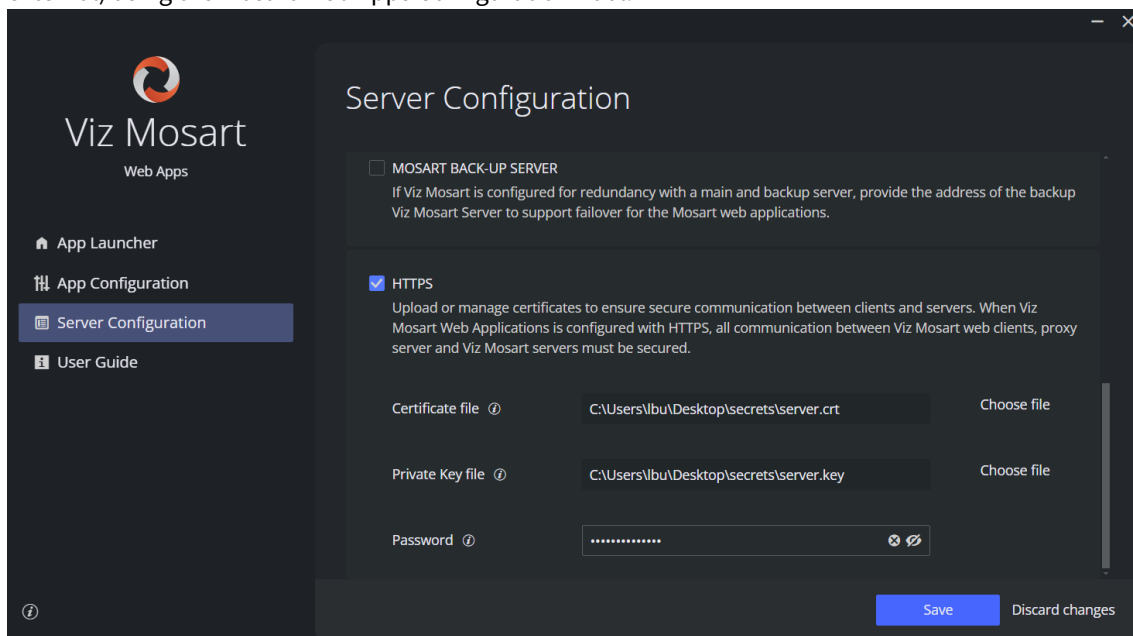 Viz Mosart
Web Apps
App Launcher
App Configuration
Server Configuration
User Guide
Server Configuration
MOSART BACK-UP SERVER
If Viz Mosart is configured for redundancy with a main and backup server, provide the address of the backup
Viz Mosart Server to support failover for the Mosart web applications.
HTTPS
Upload or manage certificates to ensure secure communication between clients and servers. When Viz
Mosart Web Applications is configured with HTTPS, all communication between Viz Mosart web clients, proxy
server and Viz Mosart servers must be secured.
Certificate file
C:\Users\lbu\Desktop\secrets\server.crt
Choose file
Private Key file
C:\Users\lbu\Desktop\secrets\server.key
Choose file
Password
••••••••••••••
Save
Discard changes